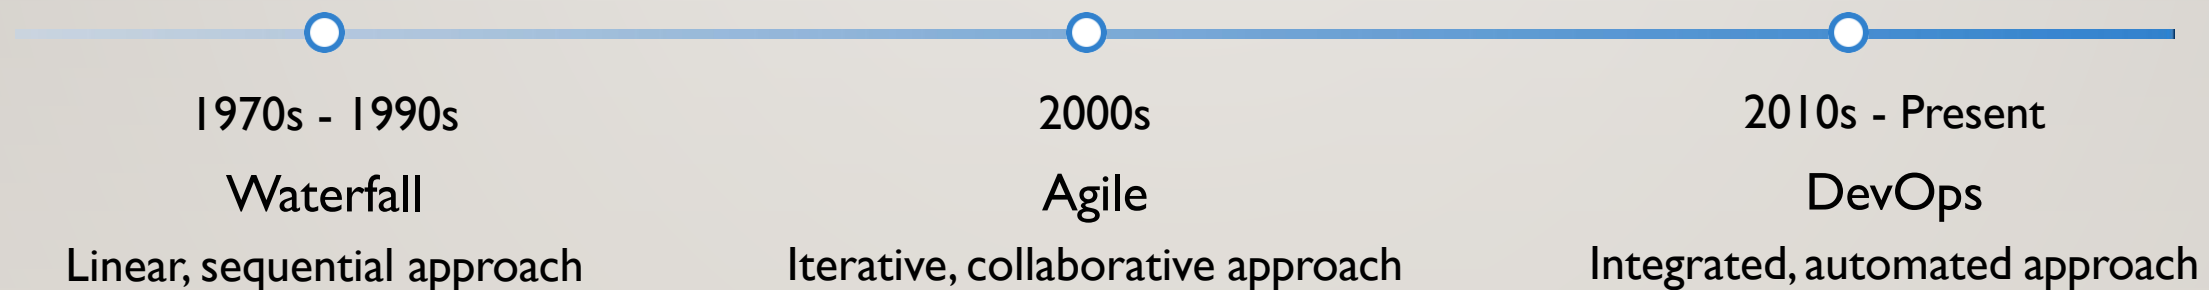 1970s - 1990s
Waterfall
Linear, sequential approach
2000s
Agile
Iterative, collaborative approach
2010s - Present
DevOps
Integrated, automated approach